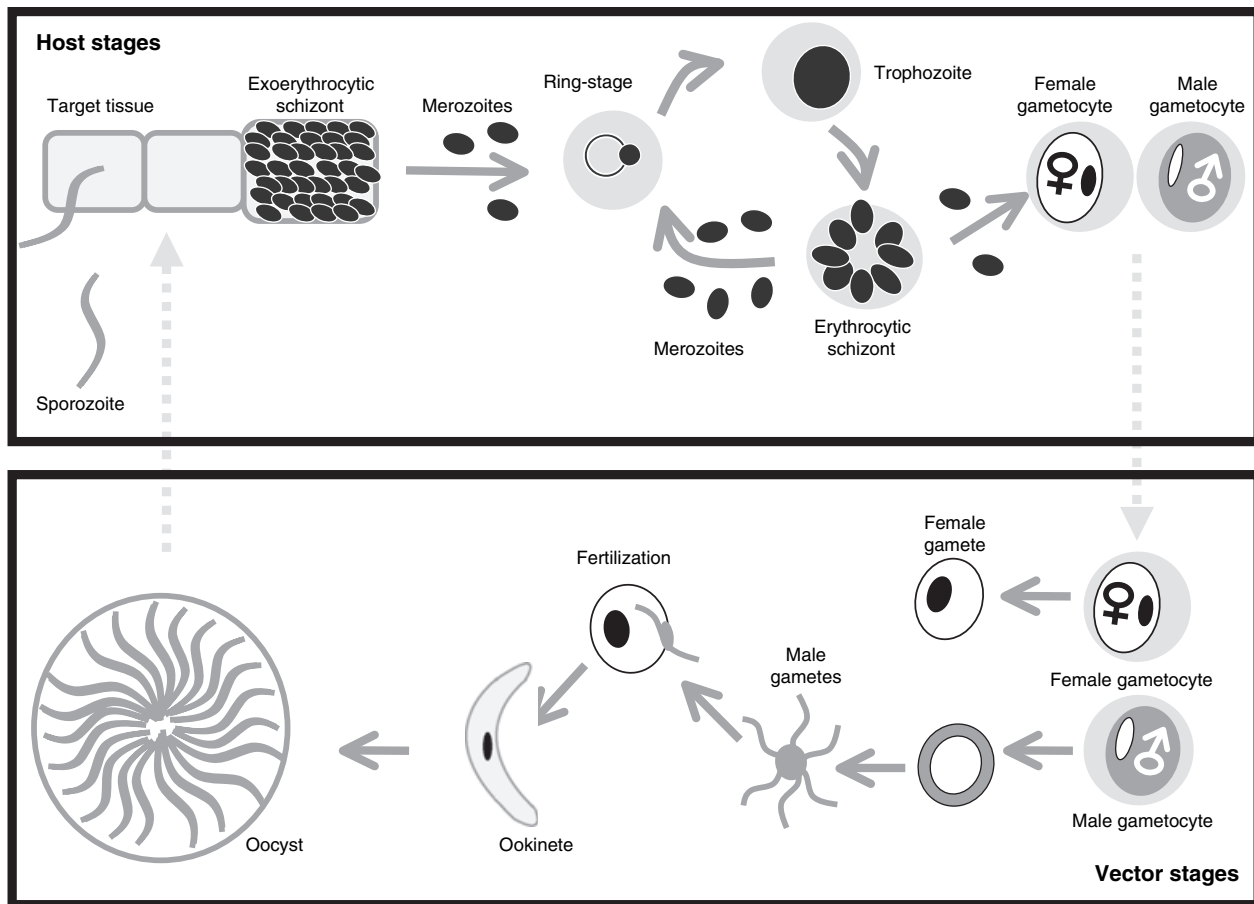 Host stages
Target tissue
Exoerythrocytic
schizont
Merozoites
Ring-stage
Trophozoite
Female
gametocyte
Male
gametocyte
Merozoites
Erythrocytic
schizont
Sporozoite
Female
gamete
Fertilization
Male
gametes
Female gametocyte
Male gametocyte
Oocyst
Ookinete
Vector stages